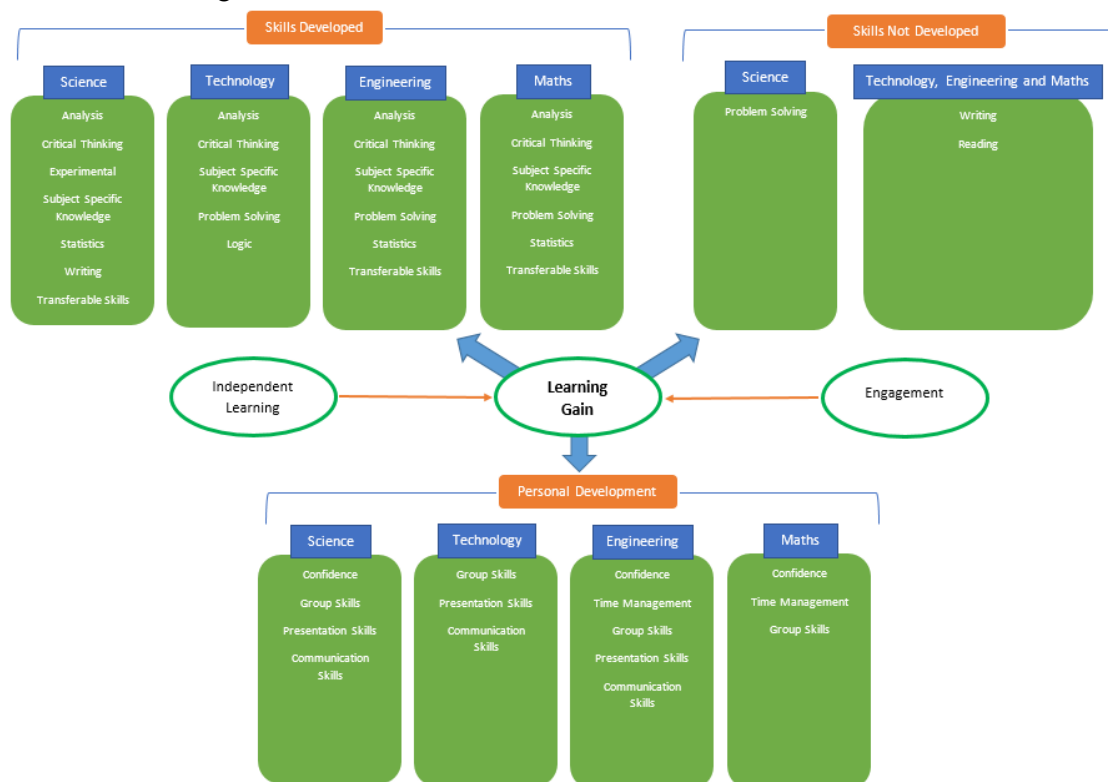 Skills Developed
Science
Analysis
Critical Thinking
Experimental
Subject Specific
Knowledge
Statistics
Writing
Transferable Skills
Technology
Analysis
Critical Thinking
Subject Specific
Knowledge
Problem Solving
Logic
Engineering
Analysis
Critical Thinking
Subject Specific
Knowledge
Problem Solving
Statistics
Transferable Skills
Maths
Analysis
Critical Thinking
Subject Specific
Knowledge
Problem Solving
Statistics
Transferable Skills
Skills Not Developed
Science
Problem Solving
Technology, Engineering and Maths
Writing
Reading
Independent
Learning
Learning
Gain
Engagement
Personal Development
Science
Confidence
Group Skills
Presentation Skills
Communication
Skills
Technology
Group Skills
Presentation Skills
Communication
Skills
Engineering
Confidence
Time Management
Group Skills
Presentation Skills
Communication
Skills
Maths
Confidence
Time Management
Group Skills